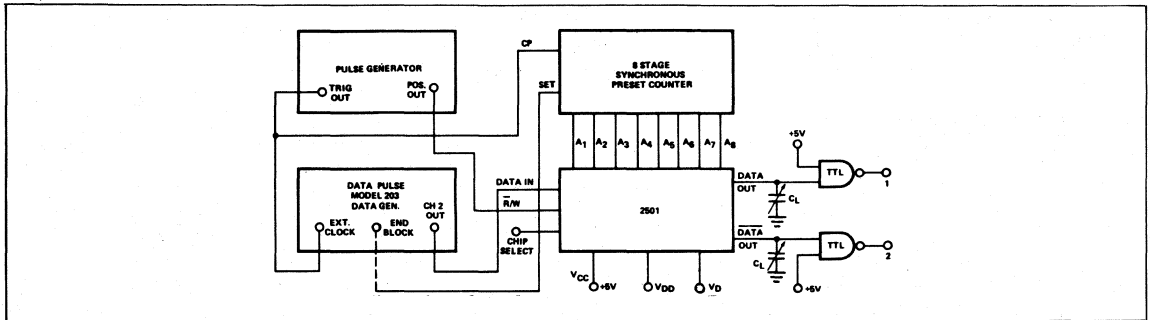 PULSE GENERATOR
TRIG OUT
POS. OUT
CP
SET
8 STAGE
SYNCHRONOUS
PRESET COUNTER
A1 A2 A3 A4 A5 A6 A7 A8
DATA PULSE
MODEL 203
DATA GEN.
EXT. CLOCK
END BLOCK
CH 2 OUT
DATA IN
R̅/W
CHIP SELECT
2501
DATA OUT
CL
+5V
TTL
1
D̅A̅T̅A̅ OUT
CL
TTL
2
+5V
VCC +5V
VDD
VD